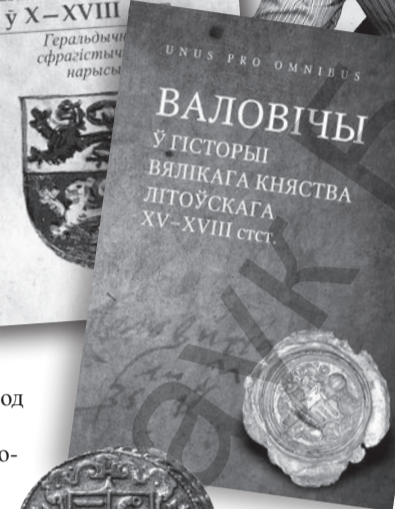 ў X–XVIII
Геральдычн
сфрагістыч
нарысы
UNUS PRO OMNIBUS
ВАЛОВІЧЫ
Ў ГІСТОРЫІ
ВЯЛІКАГА КНЯСТВА
ЛІТОЎСКАГА
XV–XVIII стст.
од
о-